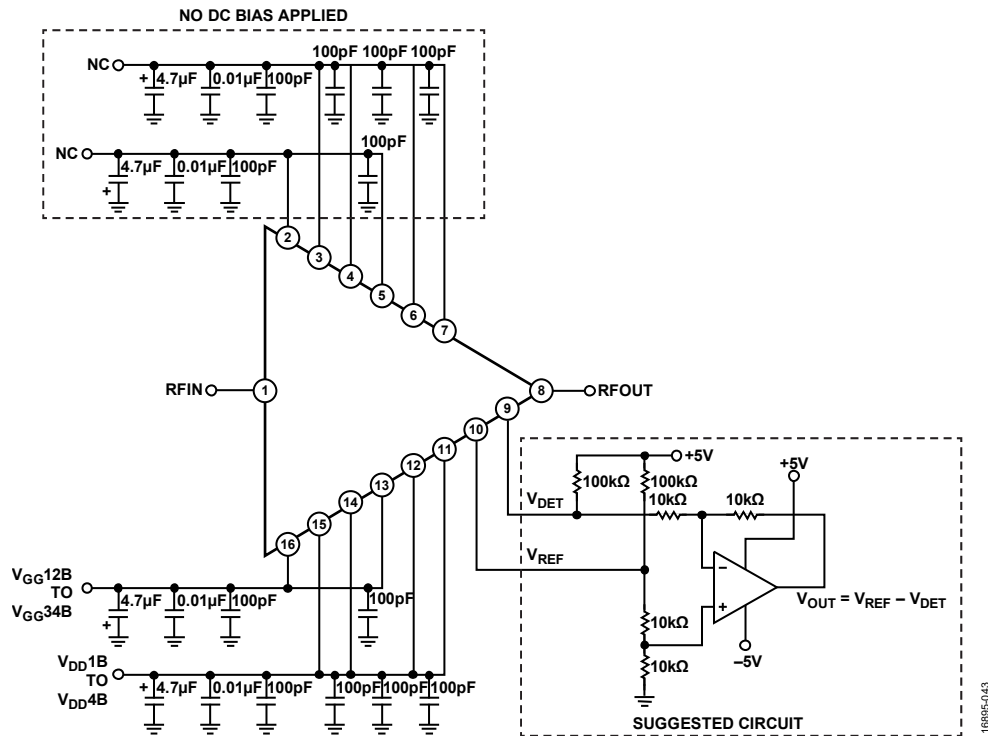 NO DC BIAS APPLIED
100pF 100pF 100pF
NC
+ 4.7µF 0.01µF 100pF
100pF
NC
4.7µF 0.01µF 100pF
+
2
3
4
5
6
7
RFIN
1
8
RFOUT
9
10
11
12
13
14
15
16
+5V
+5V
100kΩ
100kΩ
10kΩ
10kΩ
VDET
VREF
–
+
VOUT = VREF – VDET
10kΩ
–5V
10kΩ
SUGGESTED CIRCUIT
VGG12B
TO
VGG34B
4.7µF 0.01µF 100pF
100pF
+
VDD1B
TO
VDD4B
+ 4.7µF 0.01µF 100pF
100pF 100pF 100pF
16895-043